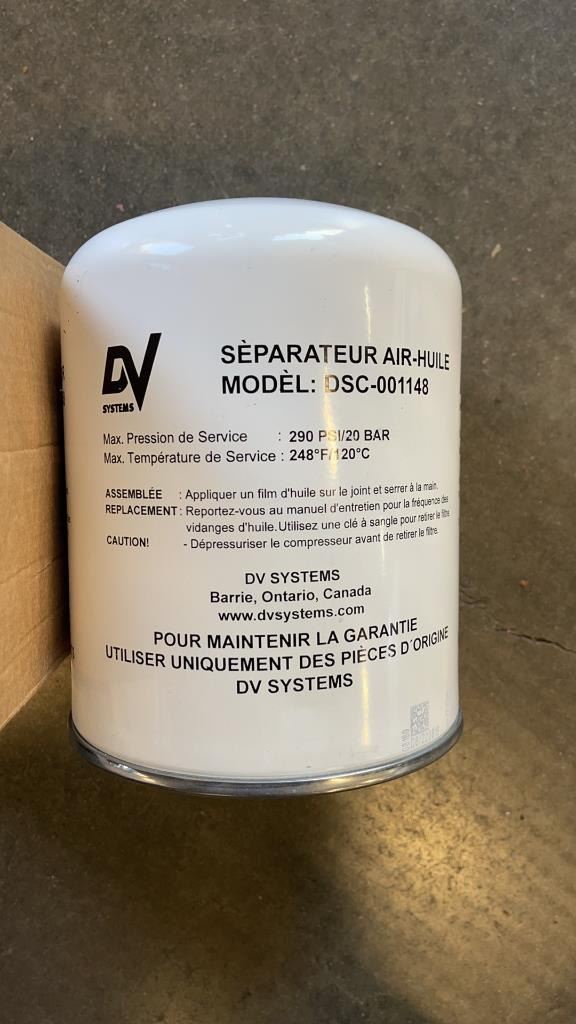 DV
SYSTEMS
SÈPARATEUR AIR-HUILE
MODÈL: DSC-001148
Max. Pression de Service : 290 PSI/20 BAR
Max. Température de Service : 248°F/120°C
ASSEMBLÉE : Appliquer un film d'huile sur le joint et serrer à la main.
REPLACEMENT : Reportez-vous au manuel d'entretien pour la fréquence des
vidanges d'huile.Utilisez une clé à sangle pour retirer le filtre.
CAUTION! - Dépressuriser le compresseur avant de retirer le filtre.
DV SYSTEMS
Barrie, Ontario, Canada
www.dvsystems.com
POUR MAINTENIR LA GARANTIE
UTILISER UNIQUEMENT DES PIÈCES D´ORIGINE
DV SYSTEMS